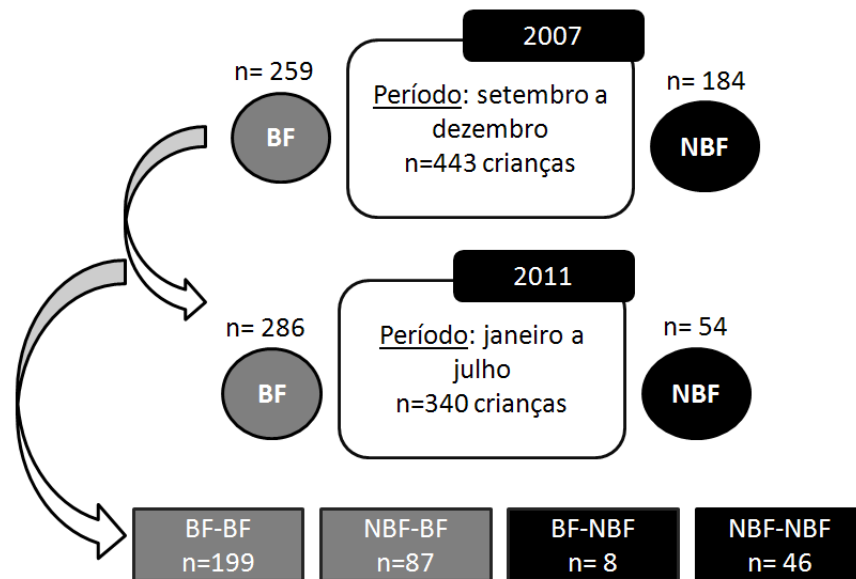 2007
n= 259
Período: setembro a
dezembro
n=443 crianças
n= 184
BF
NBF
2011
n= 286
Período: janeiro a
julho
n=340 crianças
n= 54
BF
NBF
BF-BF
n=199
NBF-BF
n=87
BF-NBF
n= 8
NBF-NBF
n= 46